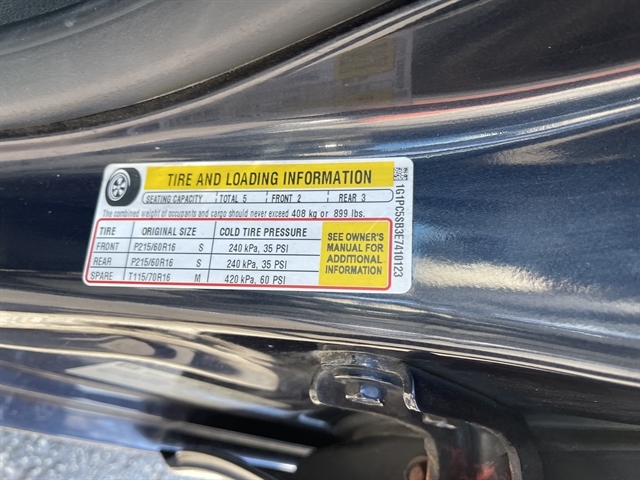 TIRE AND LOADING INFORMATION
SEATING CAPACITY TOTAL 5 FRONT 2 REAR 3
The combined weight of occupants and cargo should never exceed 408 kg or 899 lbs.
TIRE ORIGINAL SIZE COLD TIRE PRESSURE
FRONT P215/60R16 S 240 kPa, 35 PSI
REAR P215/60R16 S 240 kPa, 35 PSI
SPARE T115/70R16 M 420 kPa, 60 PSI
SEE OWNER'S
MANUAL FOR
ADDITIONAL
INFORMATION
1G1PC5SB3E7410123